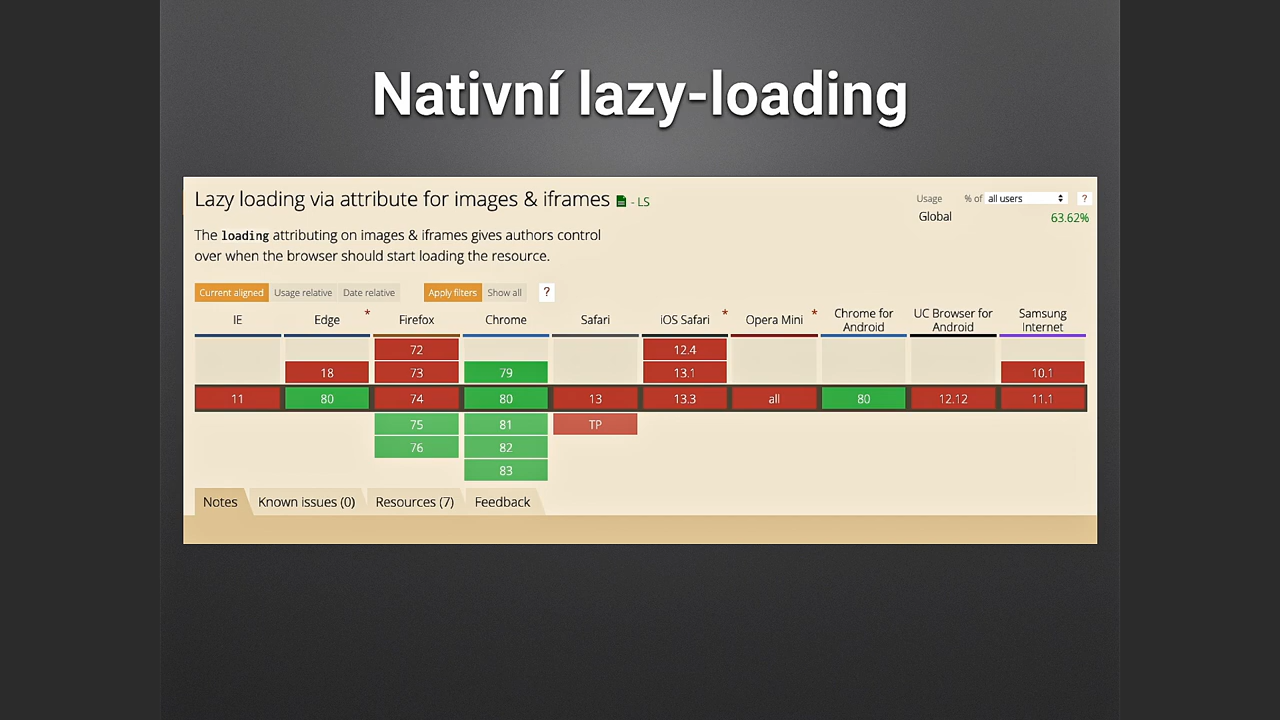 Nativní lazy-loading
Lazy loading via attribute for images & iframes - LS
Usage % of all users ?
Global 63.62%
The loading attributing on images & iframes gives authors control
over when the browser should start loading the resource.
Current aligned Usage relative Date relative Apply filters Show all ?
IE Edge * Firefox Chrome Safari iOS Safari * Opera Mini * Chrome for Android UC Browser for Android Samsung Internet
72 12.4
18 73 79 13.1 10.1
11 80 74 80 13 13.3 all 80 12.12 11.1
75 81 TP
76 82
83
Notes Known issues (0) Resources (7) Feedback